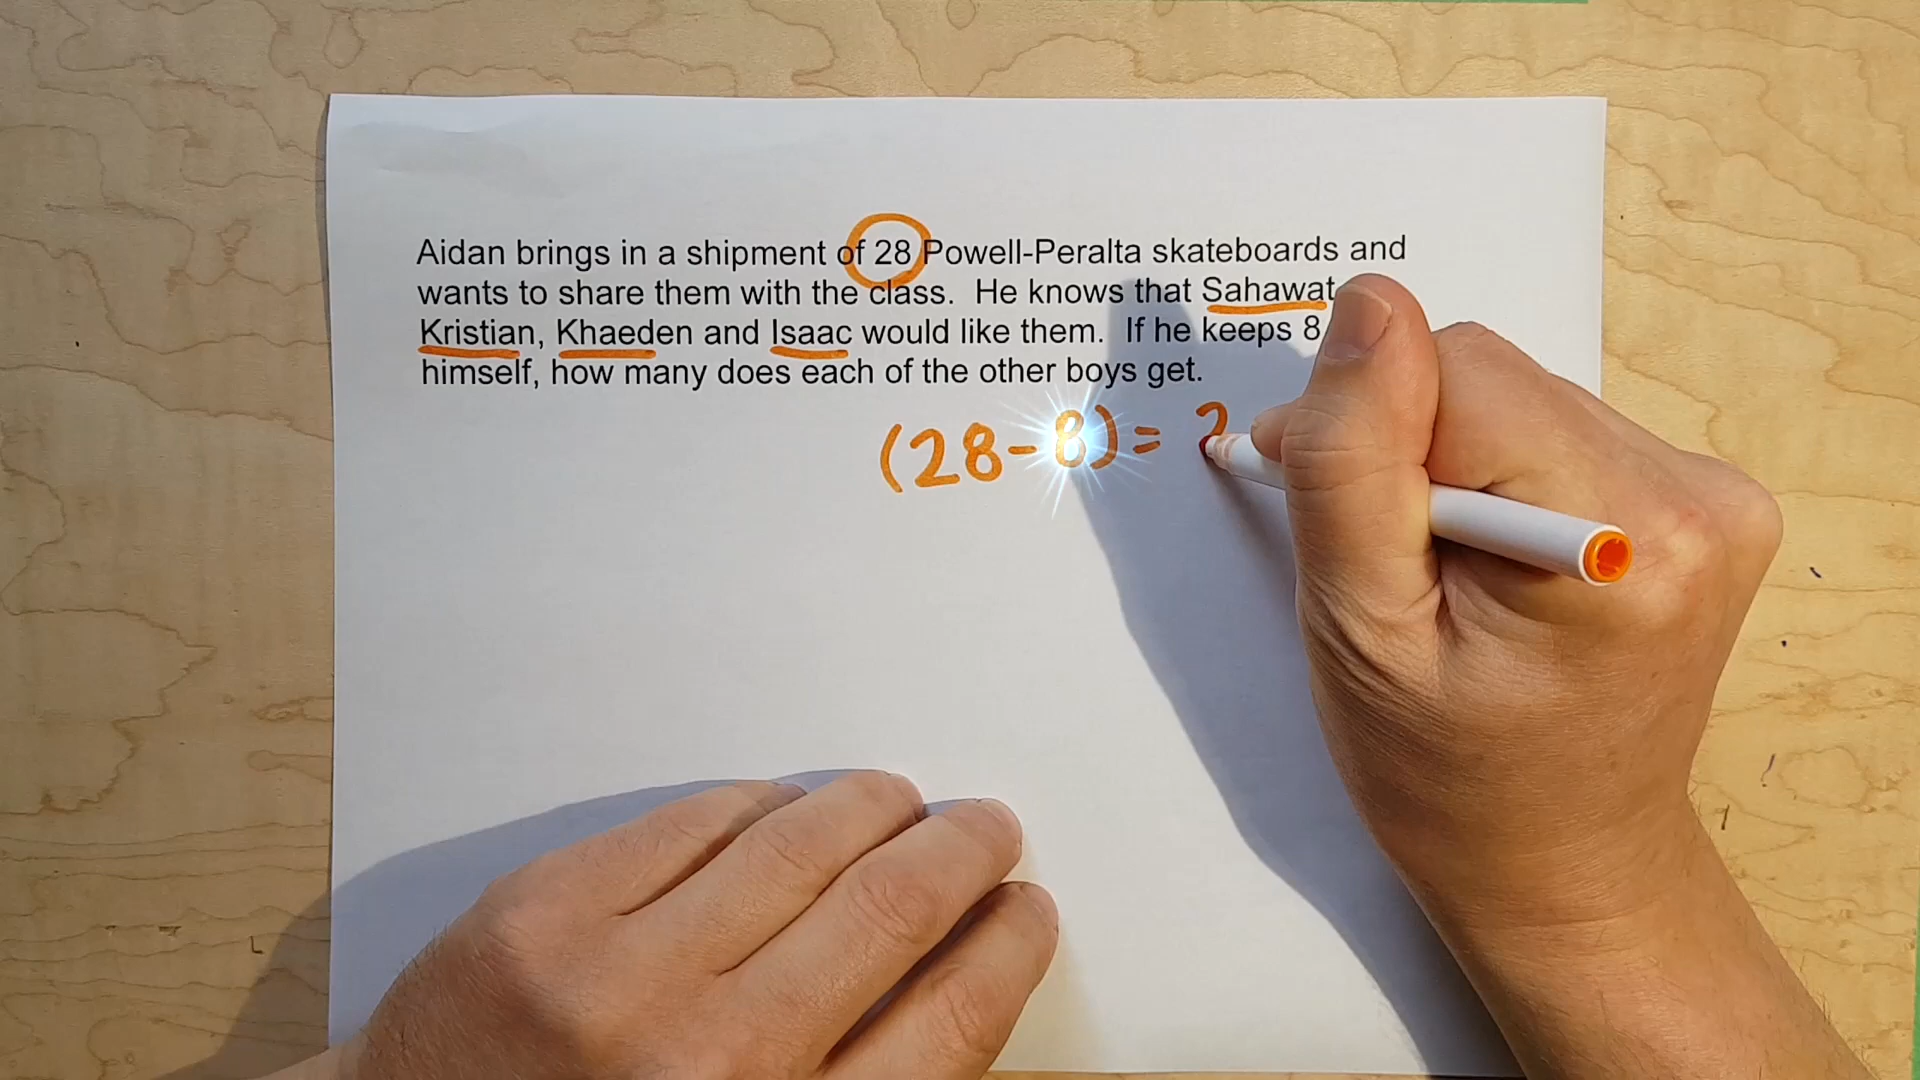 Aidan brings in a shipment of 28 Powell-Peralta skateboards and
wants to share them with the class. He knows that Sahawat
Kristian, Khaeden and Isaac would like them. If he keeps 8
himself, how many does each of the other boys get.
(28-8)= 2